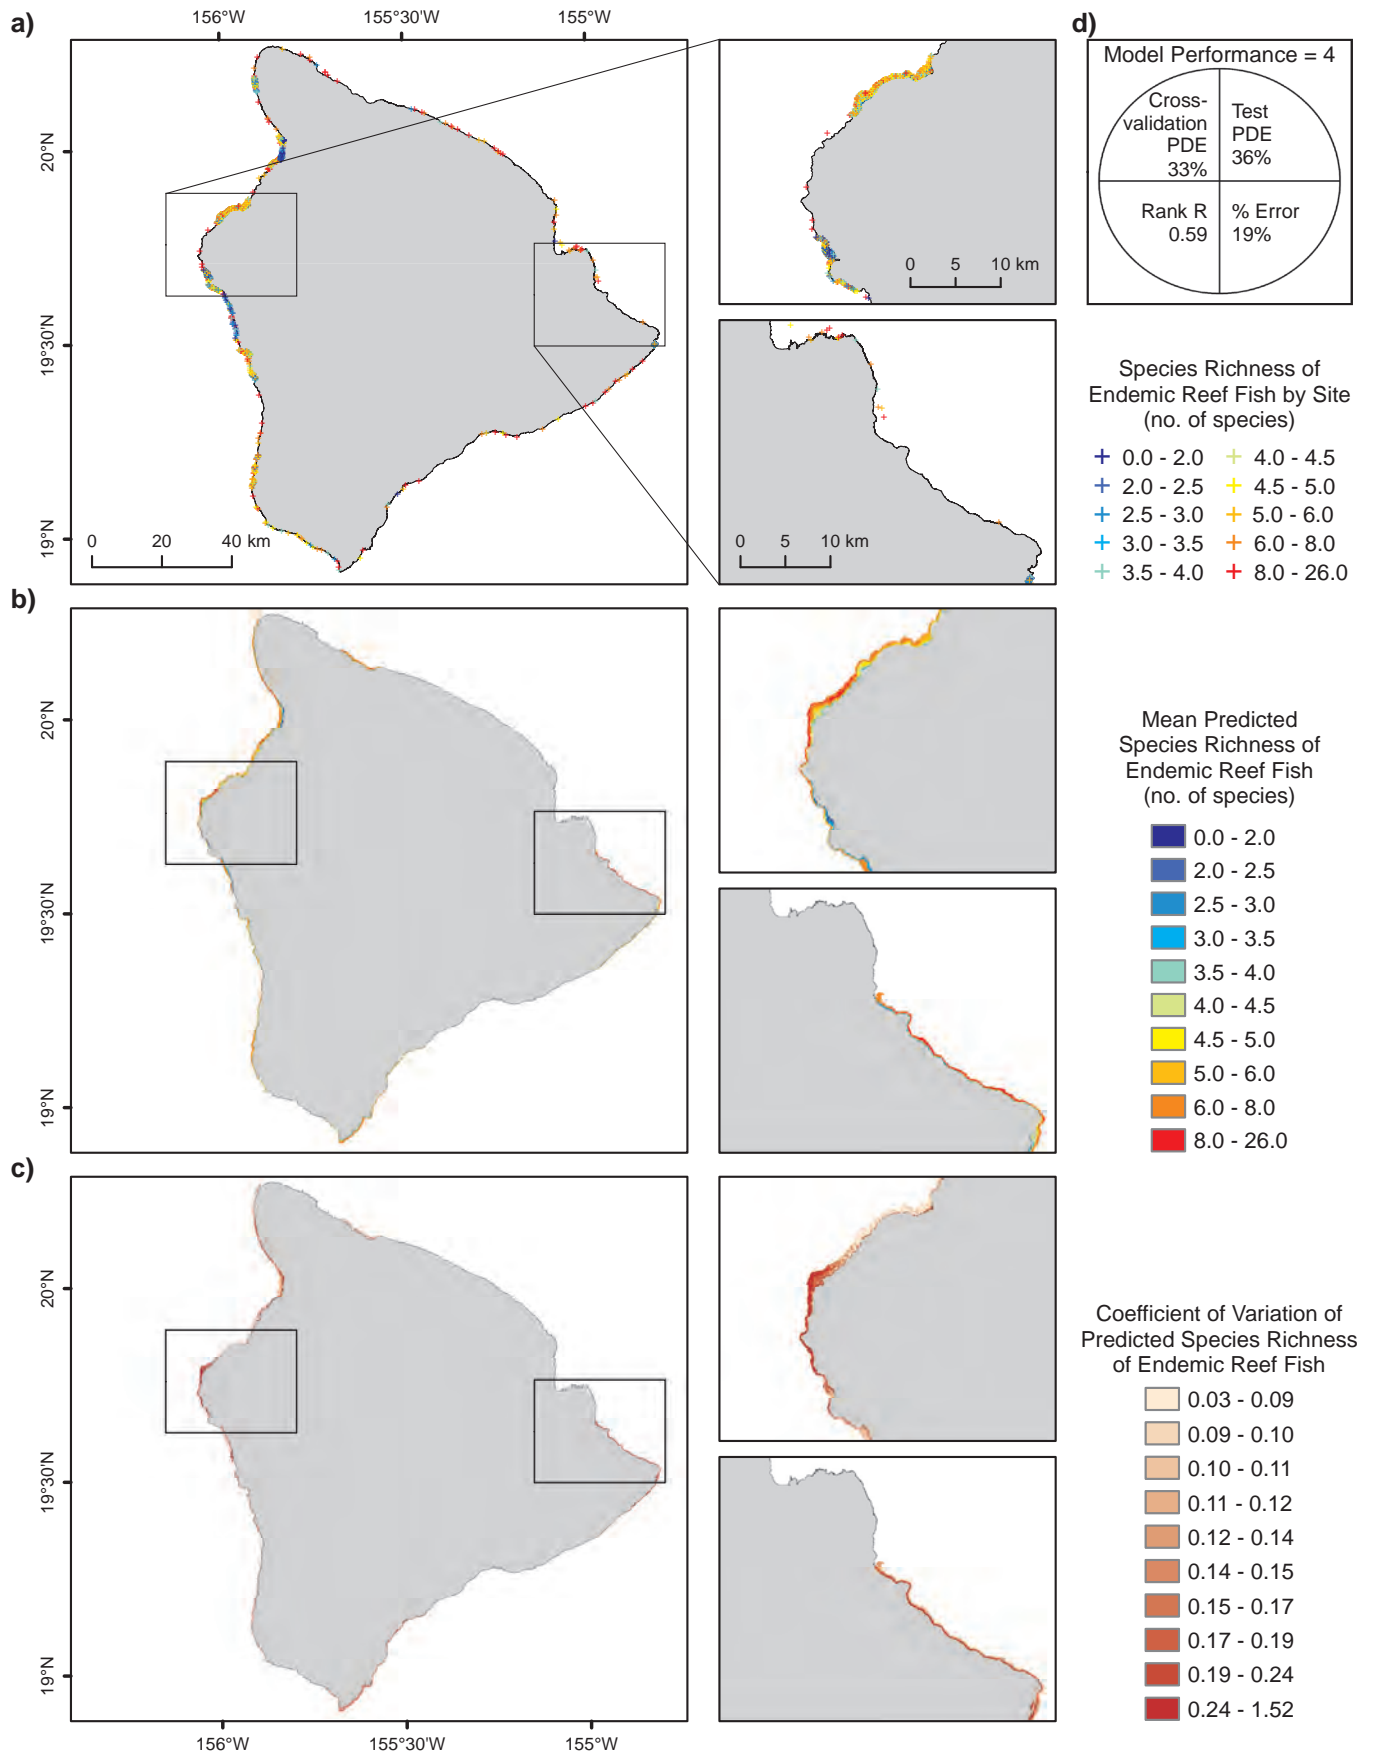 a)
156°W
155°30'W
155°W
d)
20°N
19°30'N
19°N
0 20 40 km
0 5 10 km
0 5 10 km
Model Performance = 4
Cross-
validation
PDE
33%
Test
PDE
36%
Rank R
0.59
% Error
19%
Species Richness of
Endemic Reef Fish by Site
(no. of species)
0.0 - 2.0
2.0 - 2.5
2.5 - 3.0
3.0 - 3.5
3.5 - 4.0
4.0 - 4.5
4.5 - 5.0
5.0 - 6.0
6.0 - 8.0
8.0 - 26.0
b)
20°N
19°30'N
19°N
Mean Predicted
Species Richness of
Endemic Reef Fish
(no. of species)
0.0 - 2.0
2.0 - 2.5
2.5 - 3.0
3.0 - 3.5
3.5 - 4.0
4.0 - 4.5
4.5 - 5.0
5.0 - 6.0
6.0 - 8.0
8.0 - 26.0
c)
20°N
19°30'N
19°N
156°W
155°30'W
155°W
Coefficient of Variation of
Predicted Species Richness
of Endemic Reef Fish
0.03 - 0.09
0.09 - 0.10
0.10 - 0.11
0.11 - 0.12
0.12 - 0.14
0.14 - 0.15
0.15 - 0.17
0.17 - 0.19
0.19 - 0.24
0.24 - 1.52